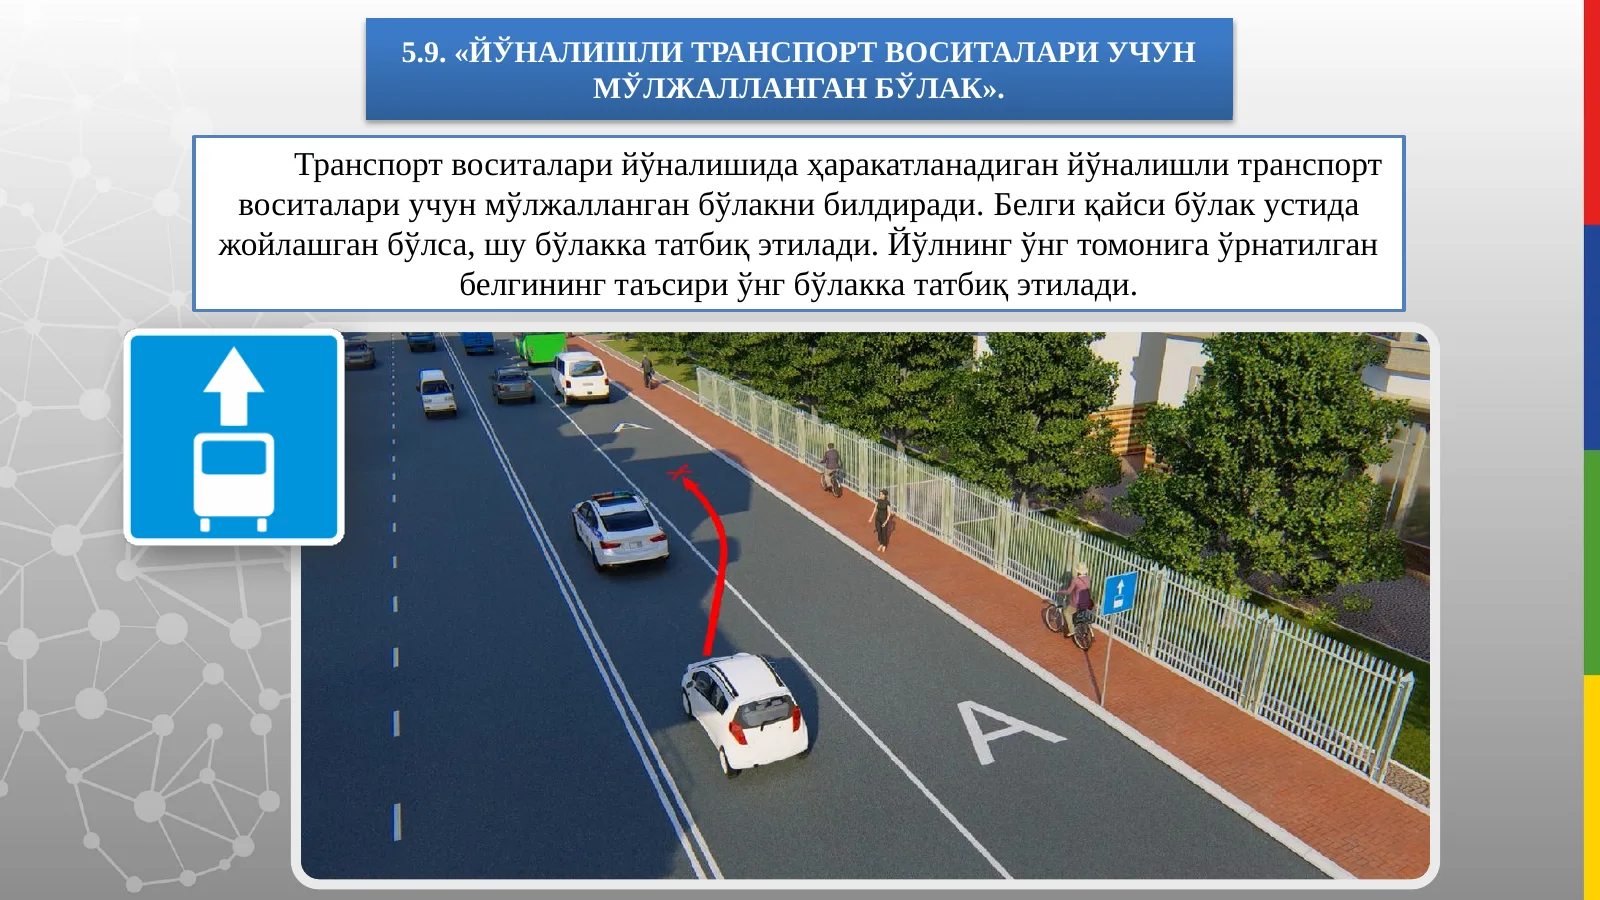 5.9. «ЙЎНАЛИШЛИ ТРАНСПОРТ ВОСИТАЛАРИ УЧУН
МЎЛЖАЛЛАНГАН БЎЛАК».
Транспорт воситалари йўналишида ҳаракатланадиган йўналишли транспорт
воситалари учун мўлжалланган бўлакни билдиради. Белги қайси бўлак устида
жойлашган бўлса, шу бўлакка татбиқ этилади. Йўлнинг ўнг томонига ўрнатилган
белгининг таъсири ўнг бўлакка татбиқ этилади.
А